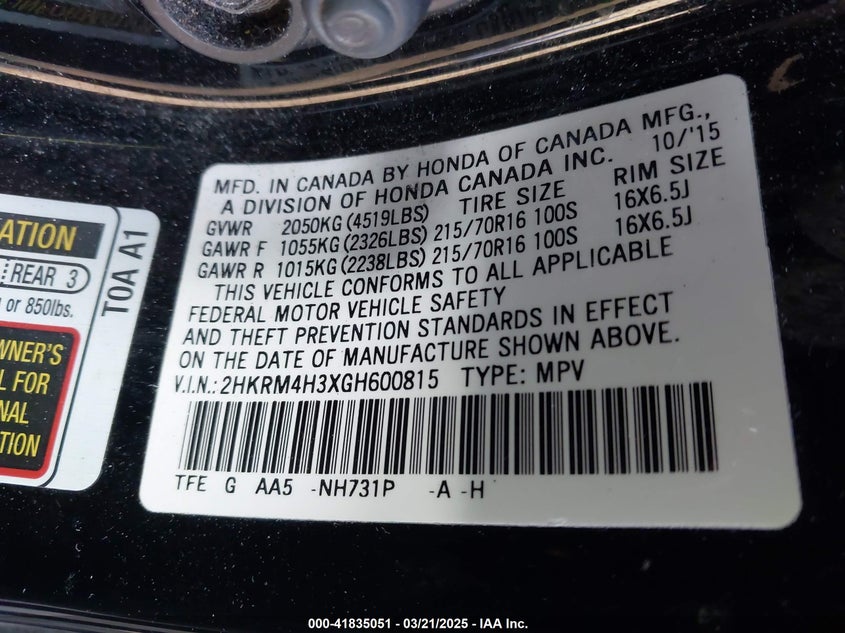 MFD. IN CANADA BY HONDA OF CANADA MFG.,
A DIVISION OF HONDA CANADA INC. 10/'15
GVWR 2050KG (4519LBS) TIRE SIZE RIM SIZE
GAWR F 1055KG (2326LBS) 215/70R16 100S 16X6.5J
GAWR R 1015KG (2238LBS) 215/70R16 100S 16X6.5J
THIS VEHICLE CONFORMS TO ALL APPLICABLE
FEDERAL MOTOR VEHICLE SAFETY
AND THEFT PREVENTION STANDARDS IN EFFECT
ON THE DATE OF MANUFACTURE SHOWN ABOVE.
V.I.N.: 2HKRM4H3XGH600815 TYPE: MPV
TFE G AA5 -NH731P -A -H
ATION
REAR 3
or 850lbs.
WNER'S
L FOR
NAL
TION
T0A A1
000-41835051 - 03/21/2025 - IAA Inc.